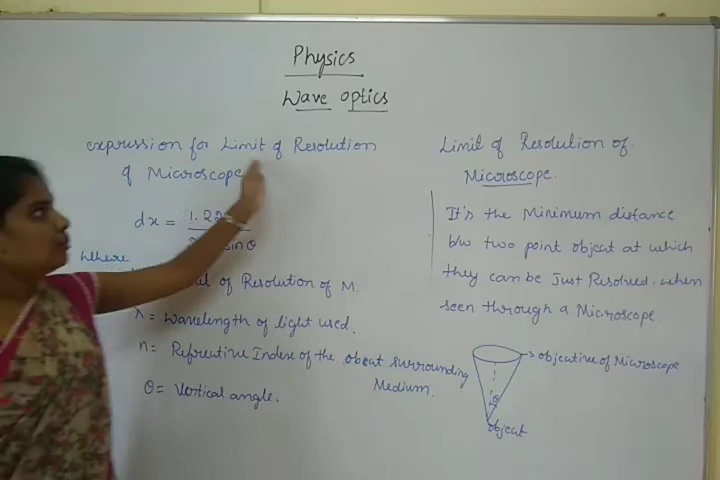 Physics
Wave optics
expression for Limit of Resolution
of Microscope
dx = 1.22
sinθ
Where
of Resolution of M.
λ = Wavelength of light used.
n = Refractive Index of the object surrounding
Medium.
θ = Vertical angle.
Limit of Resolution of
Microscope.
It's the Minimum distance
b/w two point object at which
they can be Just Resolved. when
seen through a Microscope.
→ objective of Microscope
θ
object